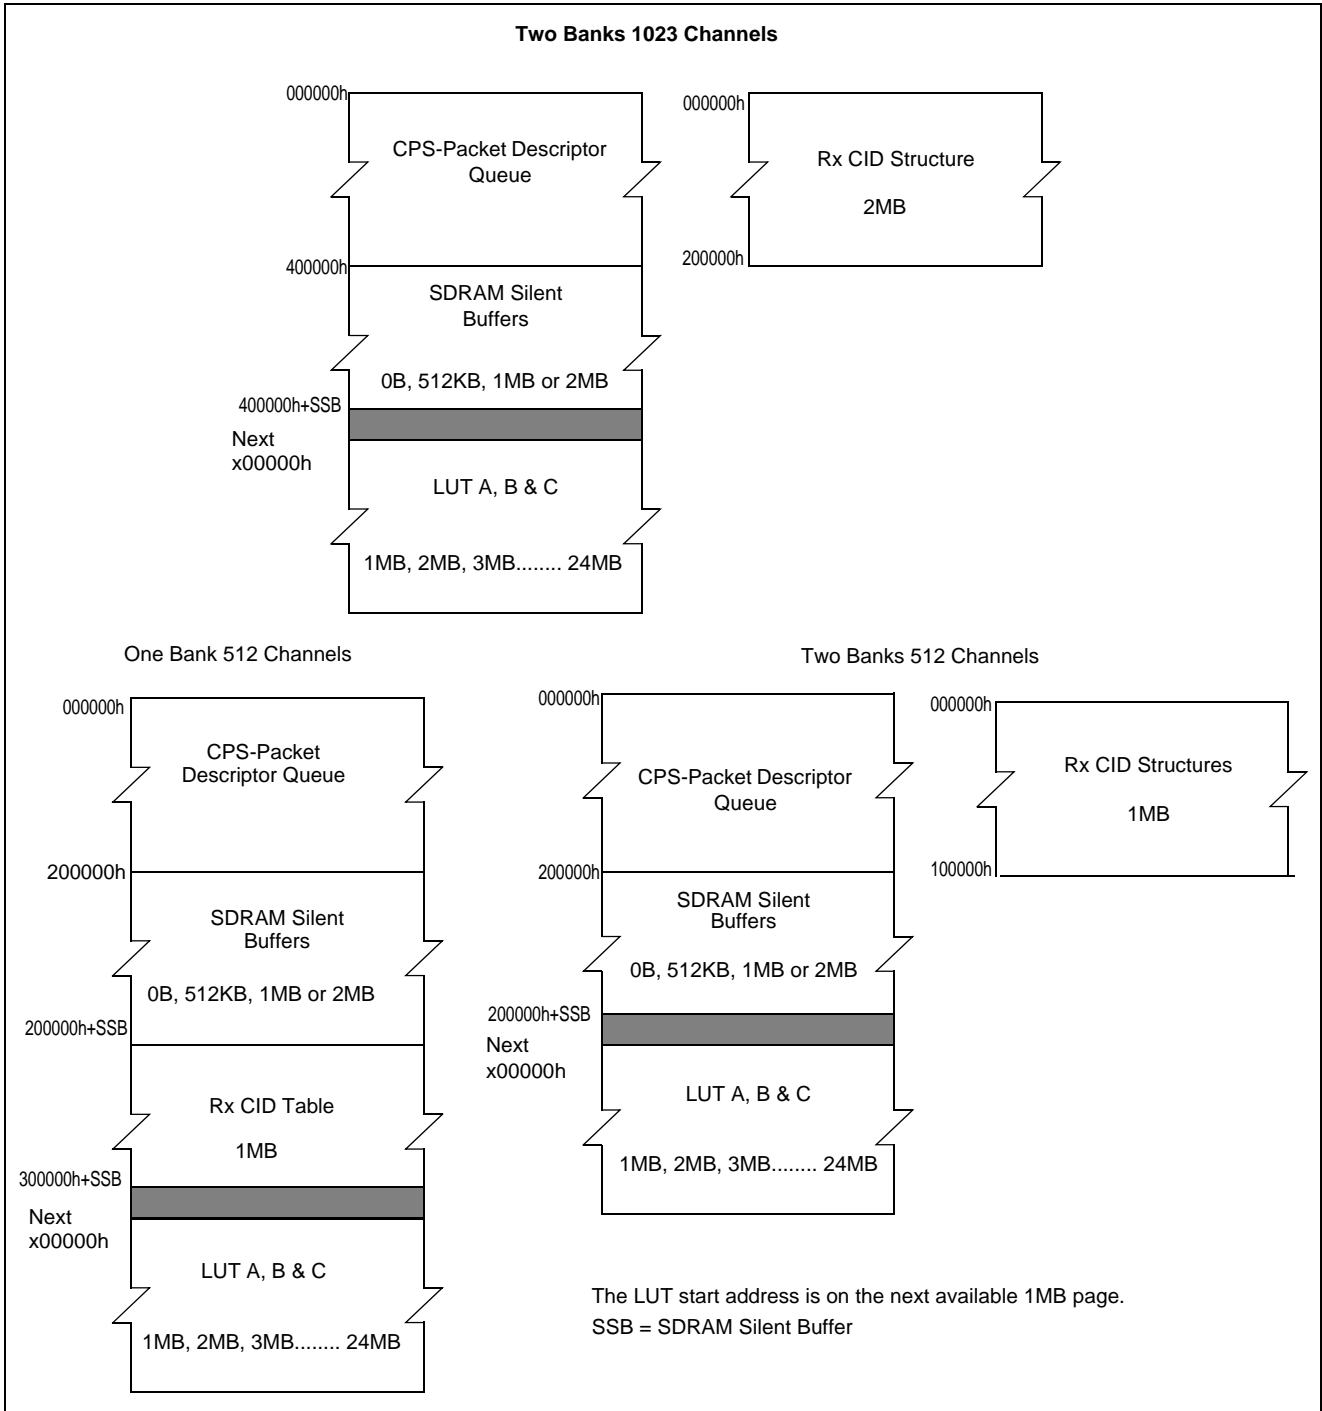 Two Banks 1023 Channels
000000h
CPS-Packet Descriptor
Queue
400000h
SDRAM Silent
Buffers
0B, 512KB, 1MB or 2MB
400000h+SSB
Next
x00000h
LUT A, B & C
1MB, 2MB, 3MB........ 24MB
000000h
Rx CID Structure
2MB
200000h
One Bank 512 Channels
000000h
CPS-Packet
Descriptor Queue
200000h
SDRAM Silent
Buffers
0B, 512KB, 1MB or 2MB
200000h+SSB
Rx CID Table
1MB
300000h+SSB
Next
x00000h
LUT A, B & C
1MB, 2MB, 3MB........ 24MB
Two Banks 512 Channels
000000h
CPS-Packet Descriptor
Queue
200000h
SDRAM Silent
Buffers
0B, 512KB, 1MB or 2MB
200000h+SSB
Next
x00000h
LUT A, B & C
1MB, 2MB, 3MB........ 24MB
000000h
Rx CID Structures
1MB
100000h
The LUT start address is on the next available 1MB page.
SSB = SDRAM Silent Buffer